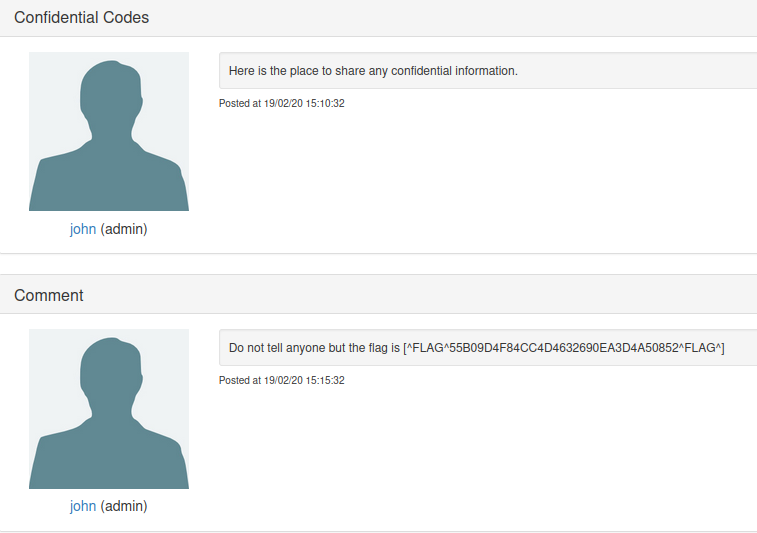 Confidential Codes
Here is the place to share any confidential information.
Posted at 19/02/20 15:10:32
john (admin)
Comment
Do not tell anyone but the flag is [^FLAG^55B09D4F84CC4D4632690EA3D4A50852^FLAG^]
Posted at 19/02/20 15:15:32
john (admin)